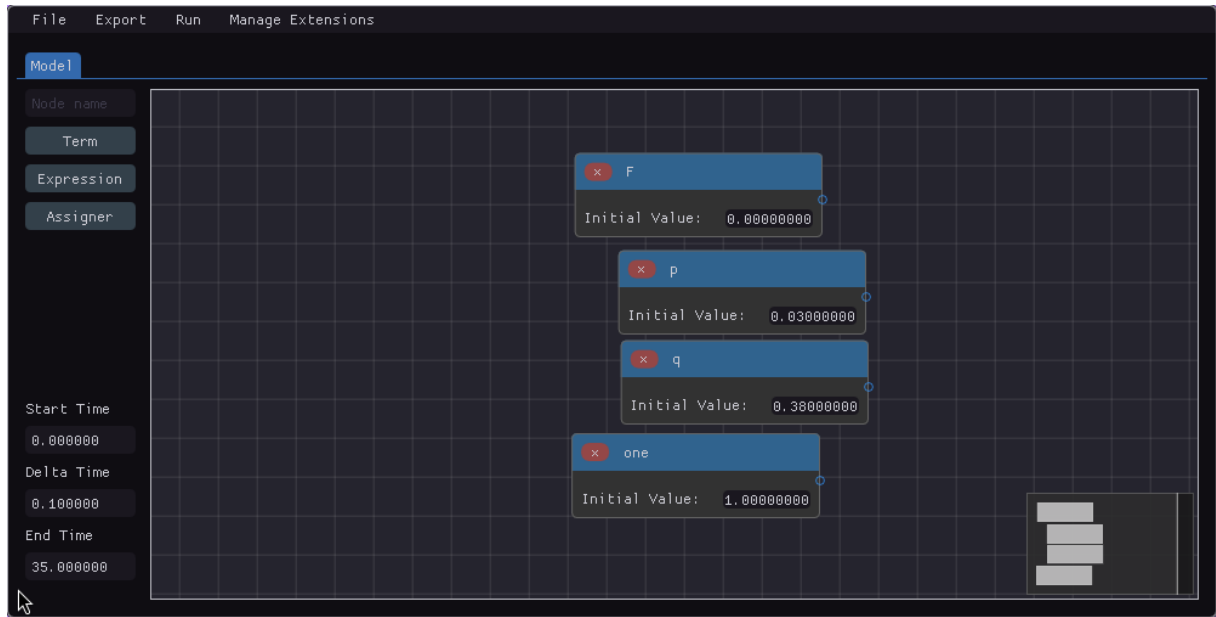 File Export Run Manage Extensions
Model
Node name
Term
Expression
Assigner
× F
Initial Value: 0.00000000
× p
Initial Value: 0.03000000
× q
Initial Value: 0.38000000
× one
Initial Value: 1.00000000
Start Time
0.000000
Delta Time
0.100000
End Time
35.000000